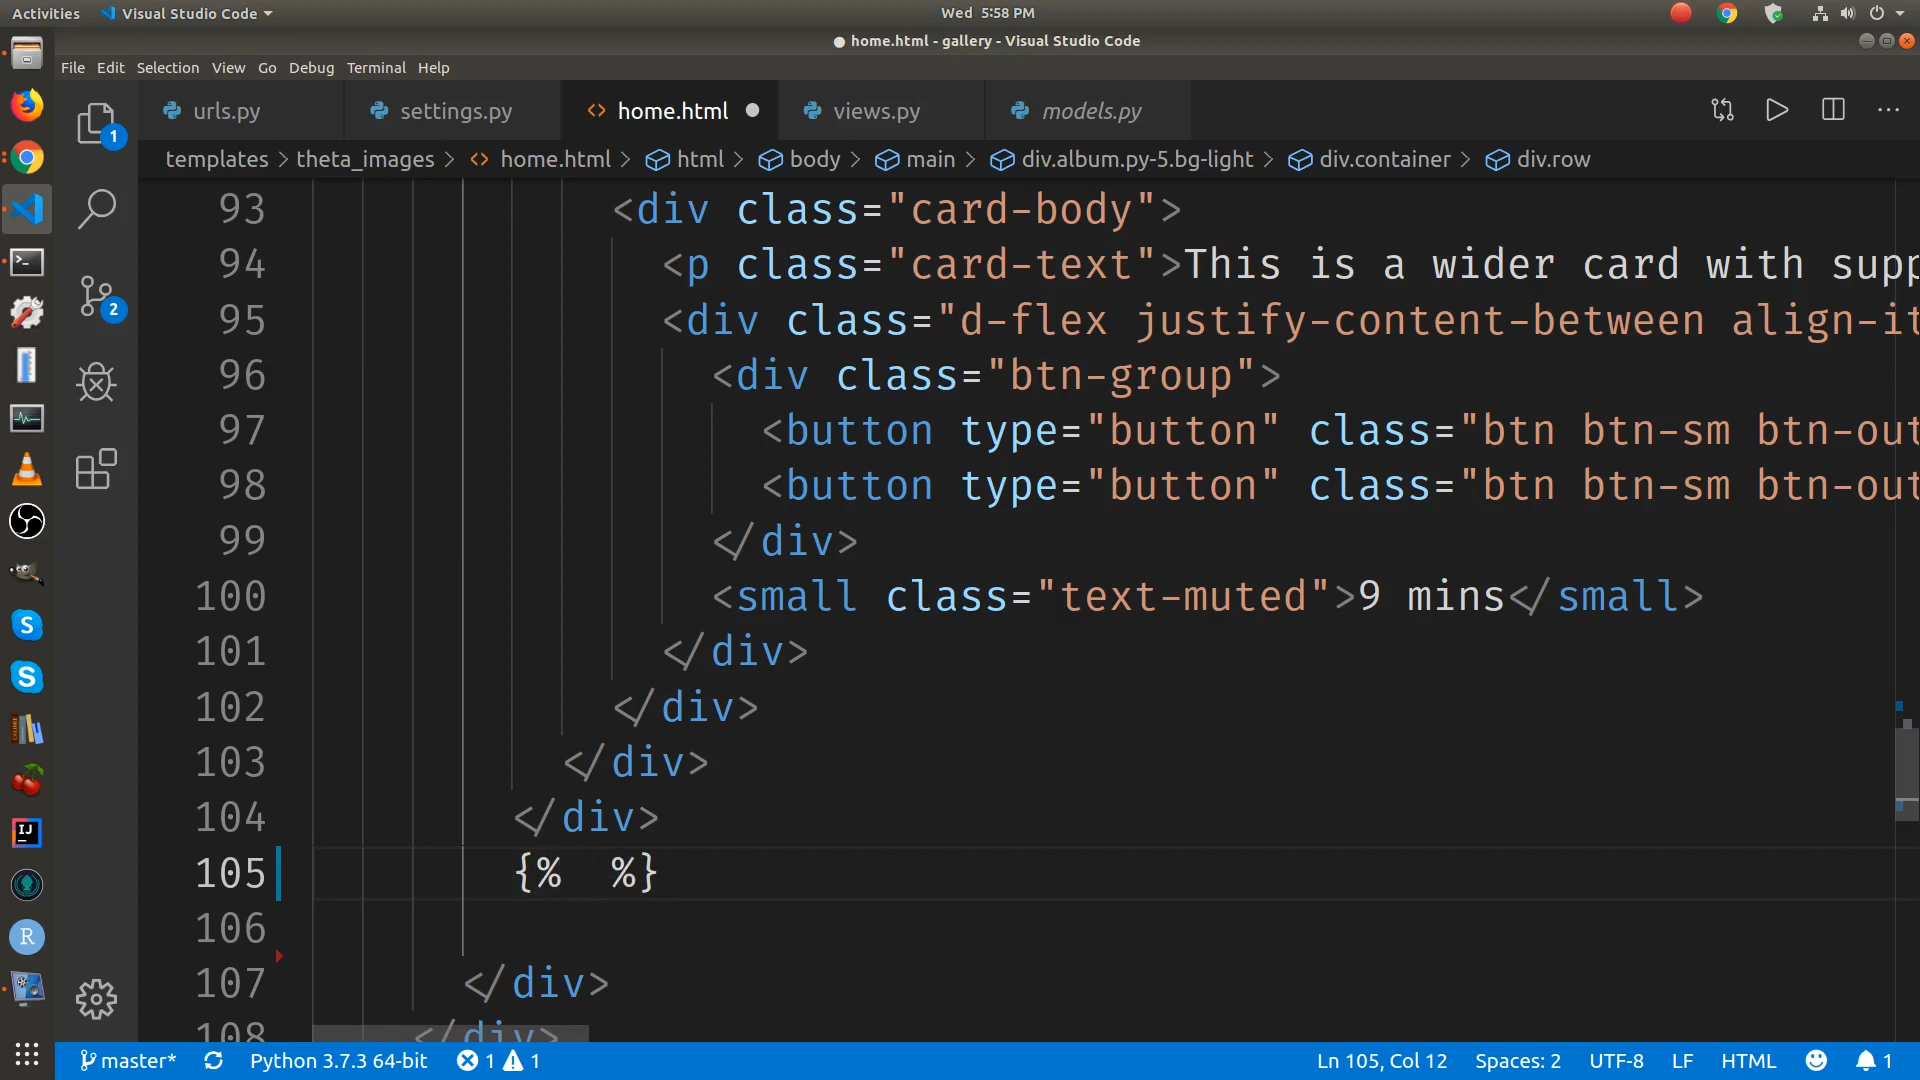 Activities Visual Studio Code Wed 5:58 PM
● home.html - gallery - Visual Studio Code
File Edit Selection View Go Debug Terminal Help
urls.py settings.py home.html views.py models.py
templates > theta_images > home.html > html > body > main > div.album.py-5.bg-light > div.container > div.row
93 <div class="card-body">
94 <p class="card-text">This is a wider card with supp
95 <div class="d-flex justify-content-between align-it
96 <div class="btn-group">
97 <button type="button" class="btn btn-sm btn-out
98 <button type="button" class="btn btn-sm btn-out
99 </div>
100 <small class="text-muted">9 mins</small>
101 </div>
102 </div>
103 </div>
104 </div>
105 {%  %}
106
107 </div>
108 </div>
1
2
S
S
IJ
R
master* Python 3.7.3 64-bit 1 1 Ln 105, Col 12 Spaces: 2 UTF-8 LF HTML 1